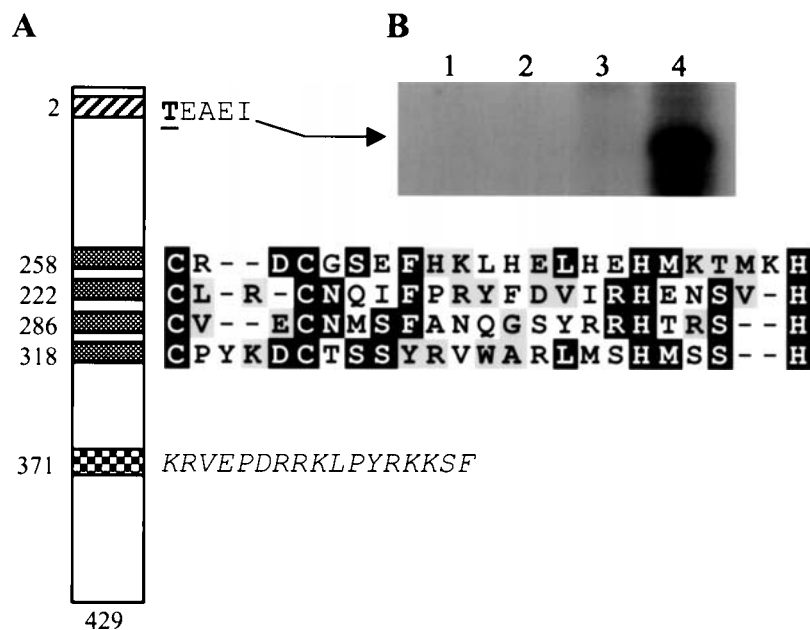 A
B
1 2 3 4
2
TEAEI
258
CR--DCGSEFHKLHELHEHMKTMKH
222
CL-R-CNQIFPRYFDVIRHENSV-H
286
CV--ECNMSFANQGSYRRHTRS--H
318
CPYKDCTSSYRVWARLMSHMSS--H
371
KRVEPDRRKLPYRKKSF
429